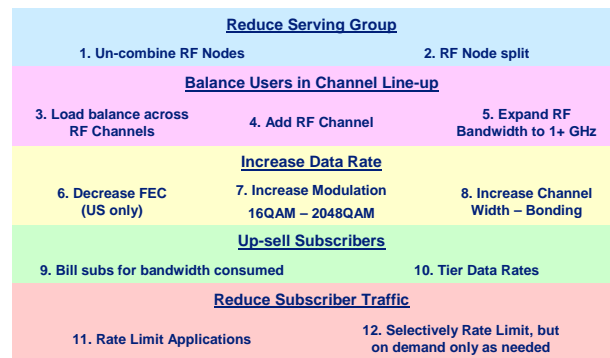 Reduce Serving Group
1. Un-combine RF Nodes
2. RF Node split
Balance Users in Channel Line-up
3. Load balance across
RF Channels
4. Add RF Channel
5. Expand RF
Bandwidth to 1+ GHz
Increase Data Rate
6. Decrease FEC
(US only)
7. Increase Modulation
16QAM – 2048QAM
8. Increase Channel
Width – Bonding
Up-sell Subscribers
9. Bill subs for bandwidth consumed
10. Tier Data Rates
Reduce Subscriber Traffic
11. Rate Limit Applications
12. Selectively Rate Limit, but
on demand only as needed